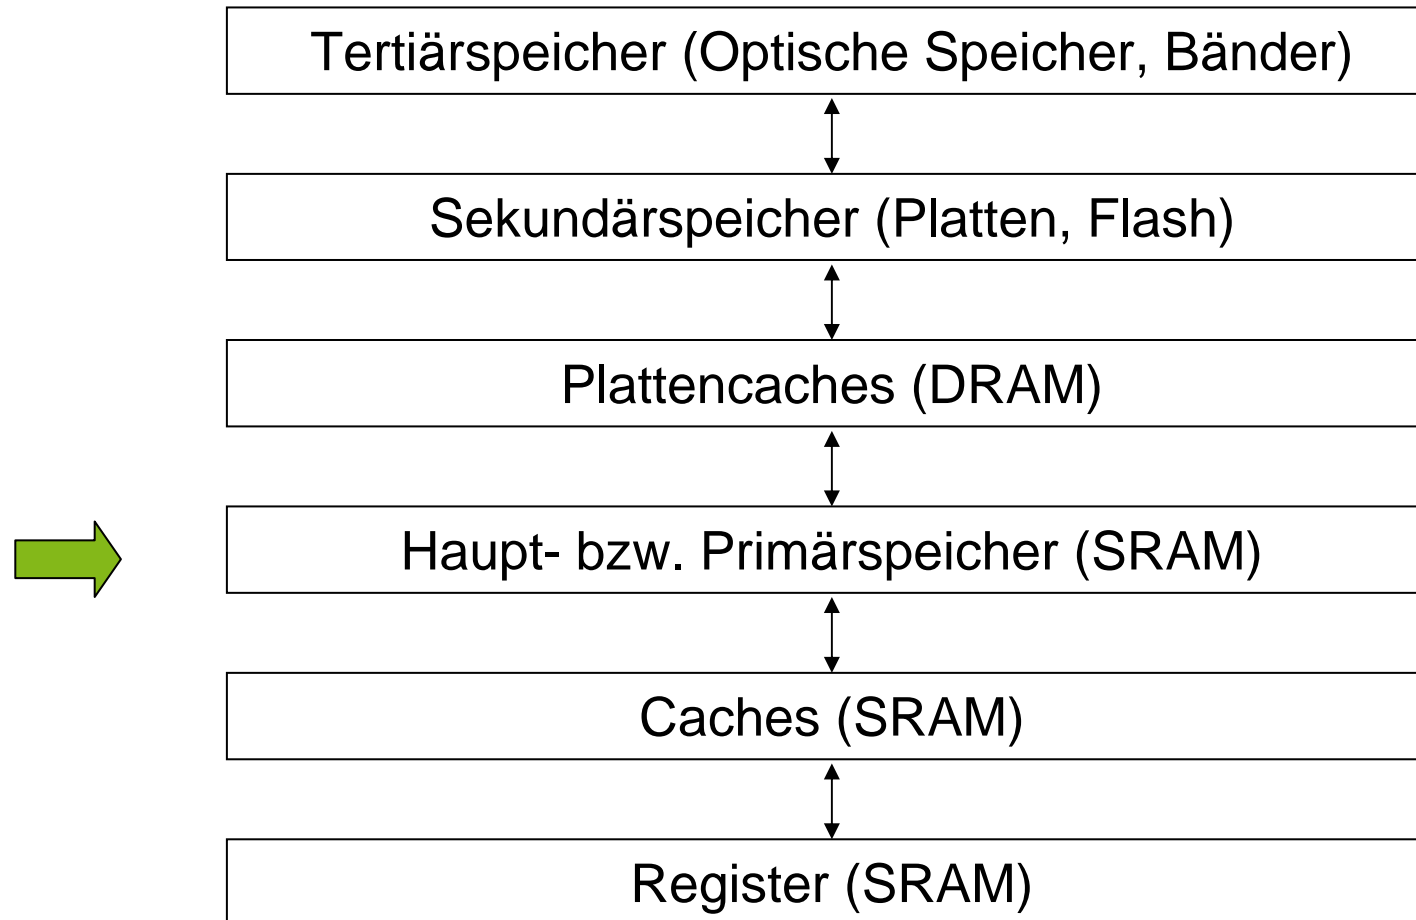 Tertiärspeicher (Optische Speicher, Bänder)
Sekundärspeicher (Platten, Flash)
Plattencaches (DRAM)
Haupt- bzw. Primärspeicher (SRAM)
Caches (SRAM)
Register (SRAM)